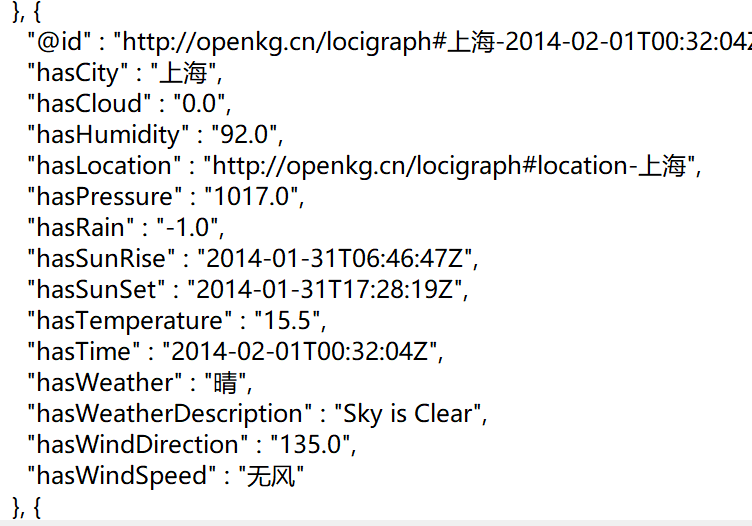 }, {
"@id" : "http://openkg.cn/locigraph#上海-2014-02-01T00:32:04Z
"hasCity" : "上海",
"hasCloud" : "0.0",
"hasHumidity" : "92.0",
"hasLocation" : "http://openkg.cn/locigraph#location-上海",
"hasPressure" : "1017.0",
"hasRain" : "-1.0",
"hasSunRise" : "2014-01-31T06:46:47Z",
"hasSunSet" : "2014-01-31T17:28:19Z",
"hasTemperature" : "15.5",
"hasTime" : "2014-02-01T00:32:04Z",
"hasWeather" : "晴",
"hasWeatherDescription" : "Sky is Clear",
"hasWindDirection" : "135.0",
"hasWindSpeed" : "无风"
}, {